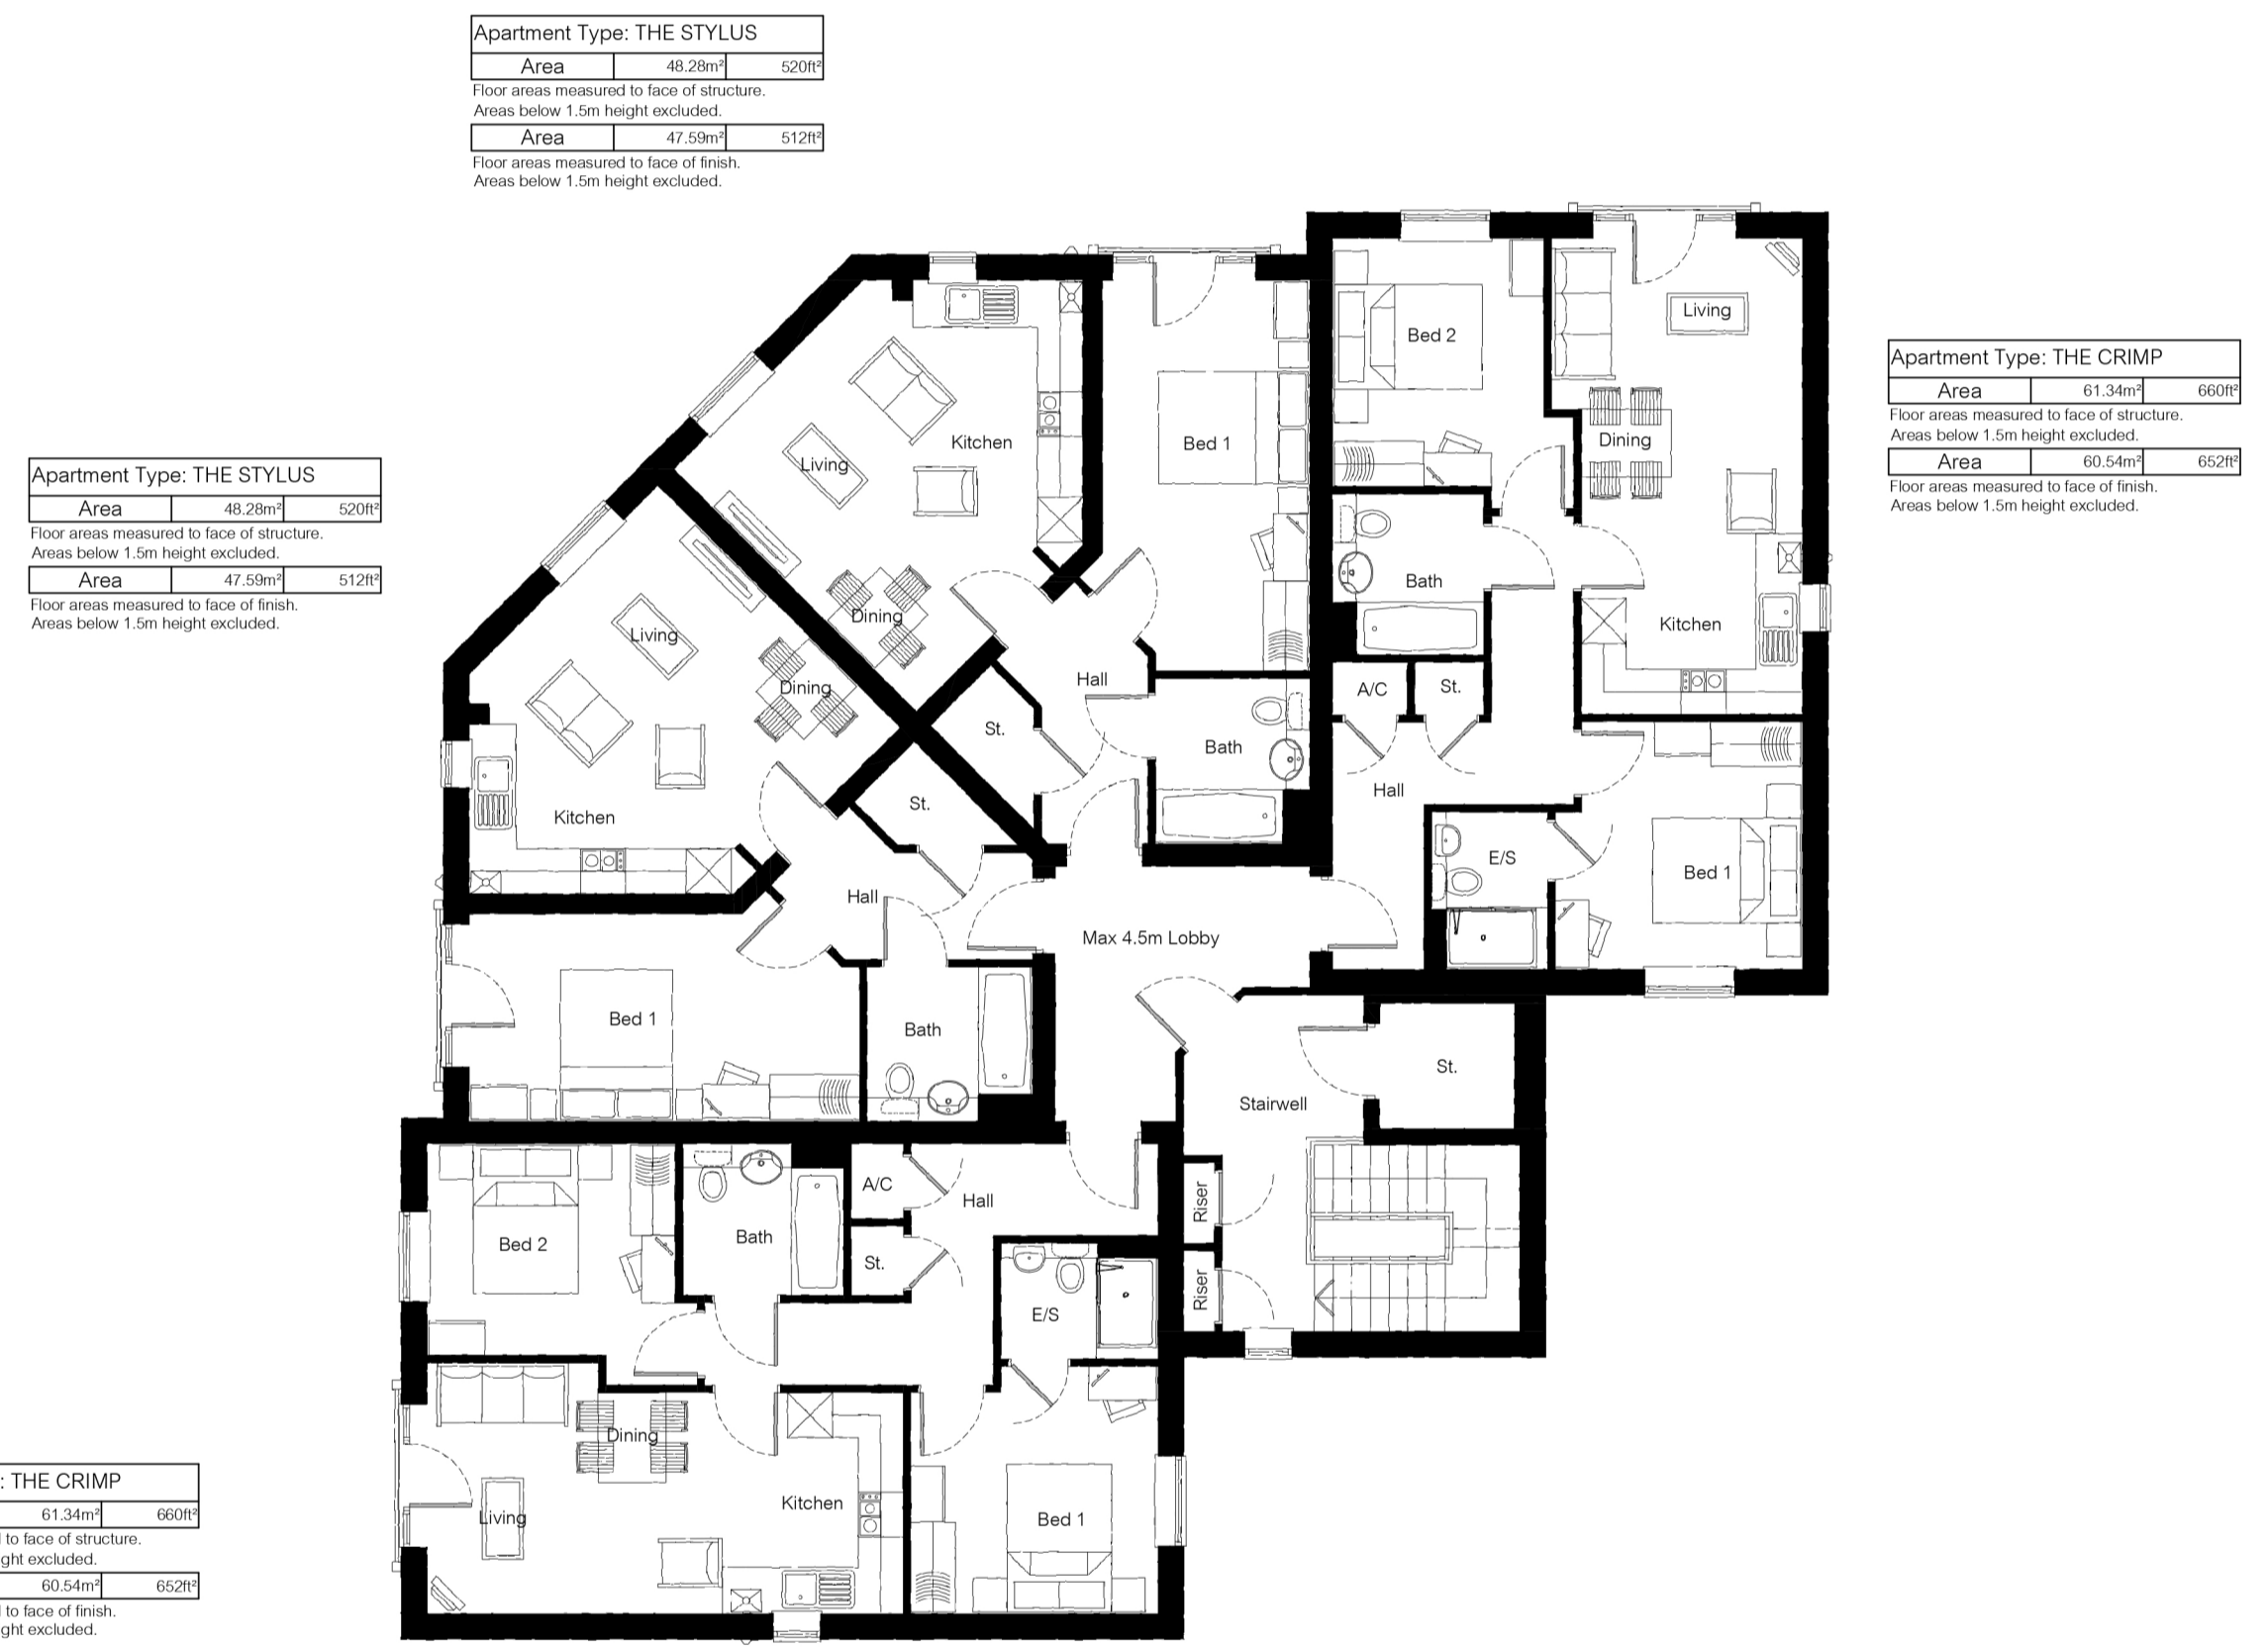 Apartment Type: THE STYLUS
Area 48.28m² 520ft²
Floor areas measured to face of structure.
Areas below 1.5m height excluded.
Area 47.59m² 512ft²
Floor areas measured to face of finish.
Areas below 1.5m height excluded.
Apartment Type: THE CRIMP
Area 61.34m² 660ft²
Floor areas measured to face of structure.
Areas below 1.5m height excluded.
Area 60.54m² 652ft²
Floor areas measured to face of finish.
Areas below 1.5m height excluded.
Apartment Type: THE STYLUS
Area 48.28m² 520ft²
Floor areas measured to face of structure.
Areas below 1.5m height excluded.
Area 47.59m² 512ft²
Floor areas measured to face of finish.
Areas below 1.5m height excluded.
Living
Kitchen
Dining
Bed 1
Hall
St.
Bath
Bed 2
Living
Dining
Bath
Kitchen
A/C
St.
Hall
E/S
Bed 1
Living
Dining
Kitchen
St.
Hall
Bed 1
Bath
Max 4.5m Lobby
St.
Stairwell
Riser
Riser
Bed 2
Bath
A/C
Hall
St.
E/S
Dining
Living
Kitchen
Bed 1
: THE CRIMP
61.34m² 660ft²
to face of structure.
ght excluded.
60.54m² 652ft²
to face of finish.
ght excluded.